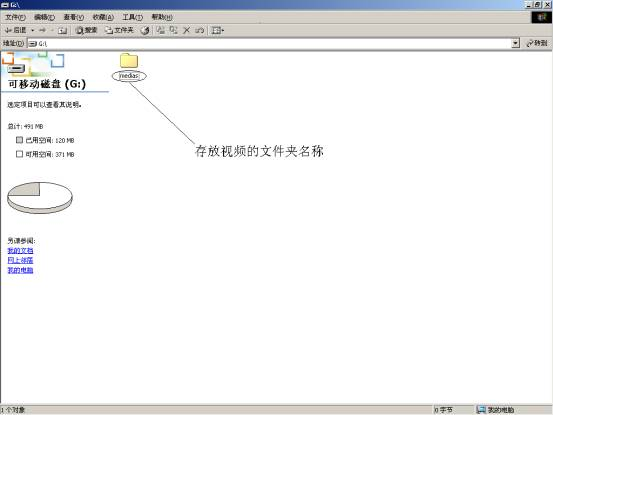 G:\
文件(F) 编辑(E) 查看(V) 收藏(A) 工具(T) 帮助(H)
后退 搜索 文件夹
地址(D) G:\ 转到
medias
可移动磁盘 (G:)
选定项目可以查看其说明。
总计: 491 MB
已用空间: 120 MB
可用空间: 371 MB
存放视频的文件夹名称
另请参阅:
我的文档
网上邻居
我的电脑
1 个对象 0 字节 我的电脑